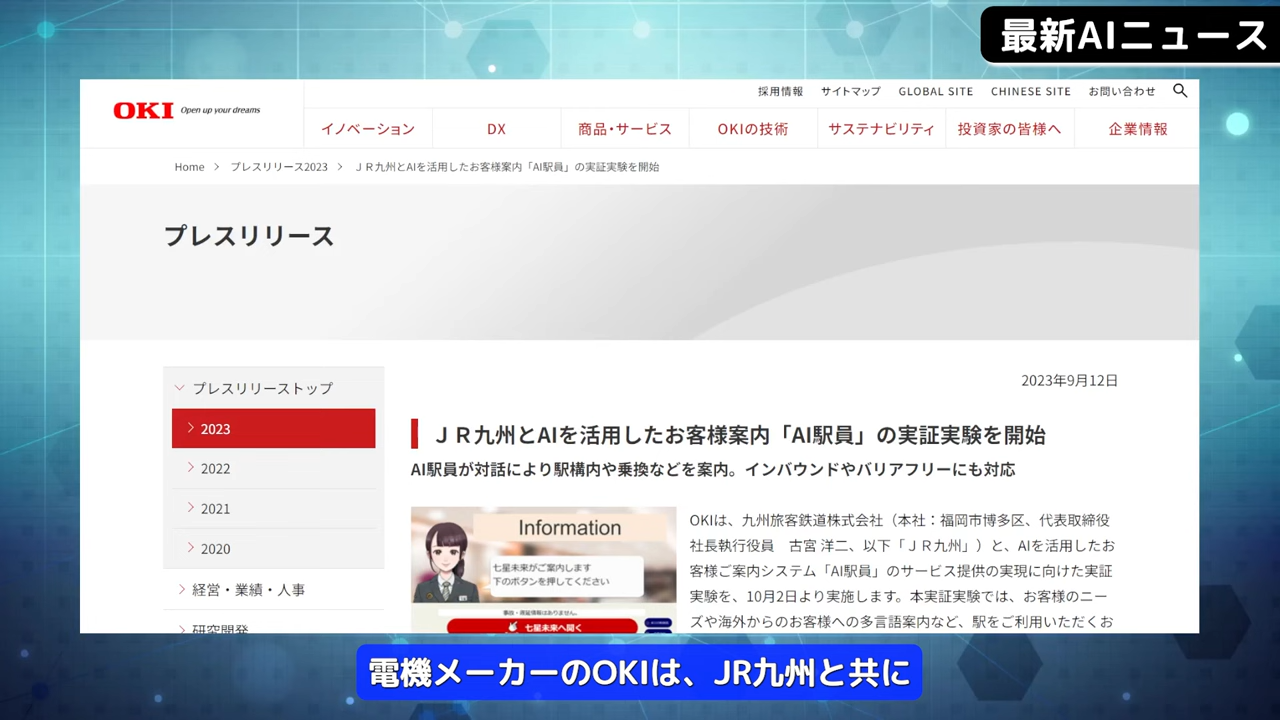 最新AIニュース
OKI Open up your dreams
採用情報 サイトマップ GLOBAL SITE CHINESE SITE お問い合わせ
イノベーション DX 商品・サービス OKIの技術 サステナビリティ 投資家の皆様へ 企業情報
Home > プレスリリース2023 > ＪＲ九州とAIを活用したお客様案内「AI駅員」の実証実験を開始
プレスリリース
プレスリリーストップ
2023
2022
2021
2020
経営・業績・人事
研究開発
2023年9月12日
ＪＲ九州とAIを活用したお客様案内「AI駅員」の実証実験を開始
AI駅員が対話により駅構内や乗換などを案内。インバウンドやバリアフリーにも対応
Information
七星未来がご案内します
下のボタンを押してください
事故・遅延情報はありません。
七星未来へ聞く
OKIは、九州旅客鉄道株式会社（本社：福岡市博多区、代表取締役
社長執行役員　古宮 洋二、以下「ＪＲ九州」）と、AIを活用したお
客様ご案内システム「AI駅員」のサービス提供の実現に向けた実証
実験を、10月2日より実施します。本実証実験では、お客様のニー
ズや海外からのお客様への多言語案内など、駅をご利用いただくお
電機メーカーのOKIは、JR九州と共に